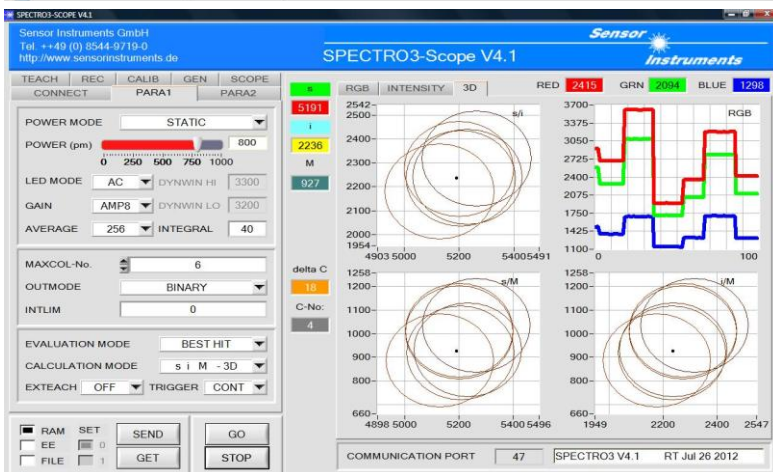 SPECTRO3-SCOPE V4.1
Sensor Instruments GmbH
Tel. ++49 (0) 8544-9719-0
http://www.sensorinstruments.de
SPECTRO3-Scope V4.1
Sensor
Instruments
TEACH REC CALIB GEN SCOPE
CONNECT PARA1 PARA2
POWER MODE STATIC
POWER (pm) 800
0 250 500 750 1000
LED MODE AC DYNWIN HI 3300
GAIN AMP8 DYNWIN LO 3200
AVERAGE 256 INTEGRAL 40
MAXCOL-No. 6
OUTMODE BINARY
INTLIM 0
EVALUATION MODE BEST HIT
CALCULATION MODE s i M - 3D
EXTEACH OFF TRIGGER CONT
RAM SET
EE 0
FILE 1
SEND GO
GET STOP
s
5191
i
2236
M
927
delta C
18
C-No:
4
RGB INTENSITY 3D RED 2415 GRN 2094 BLUE 1298
2542
2500
2400
2300
2200
2100
2000
1954
s/i
4903 5000 5200 5400 5491
3700
3375
3050
2725
2400
2075
1750
1425
1100
RGB
0 100
1258
1200
1100
1000
900
800
660
s/M
4898 5000 5200 5400 5496
1258
1200
1100
1000
900
800
660
i/M
1949 2200 2400 2547
COMMUNICATION PORT 47 SPECTRO3 V4.1 RT Jul 26 2012